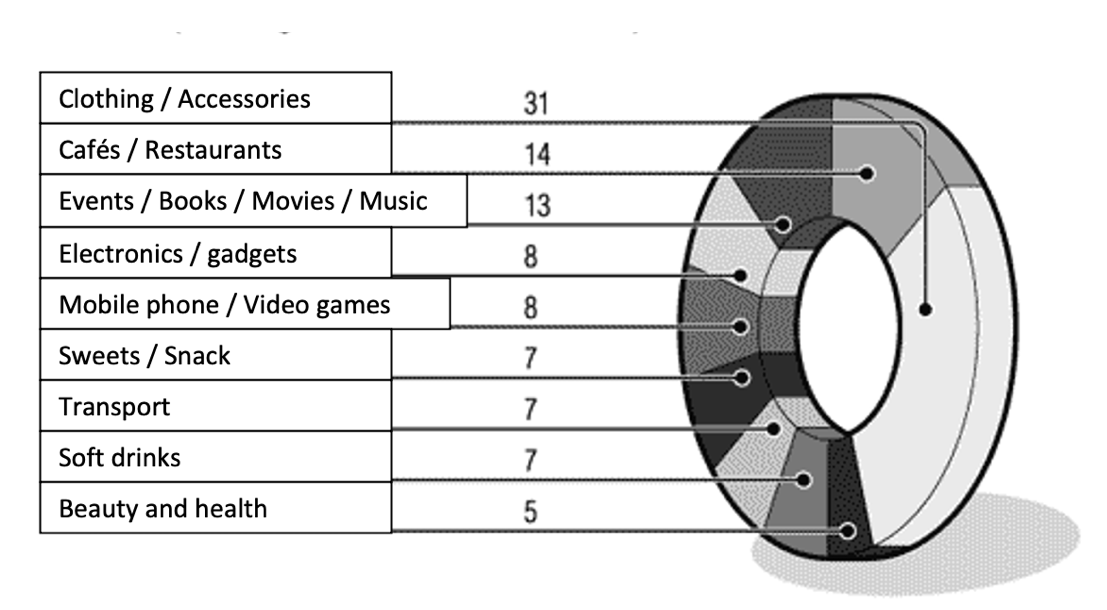 Clothing / Accessories 31
Cafés / Restaurants 14
Events / Books / Movies / Music 13
Electronics / gadgets 8
Mobile phone / Video games 8
Sweets / Snack 7
Transport 7
Soft drinks 7
Beauty and health 5